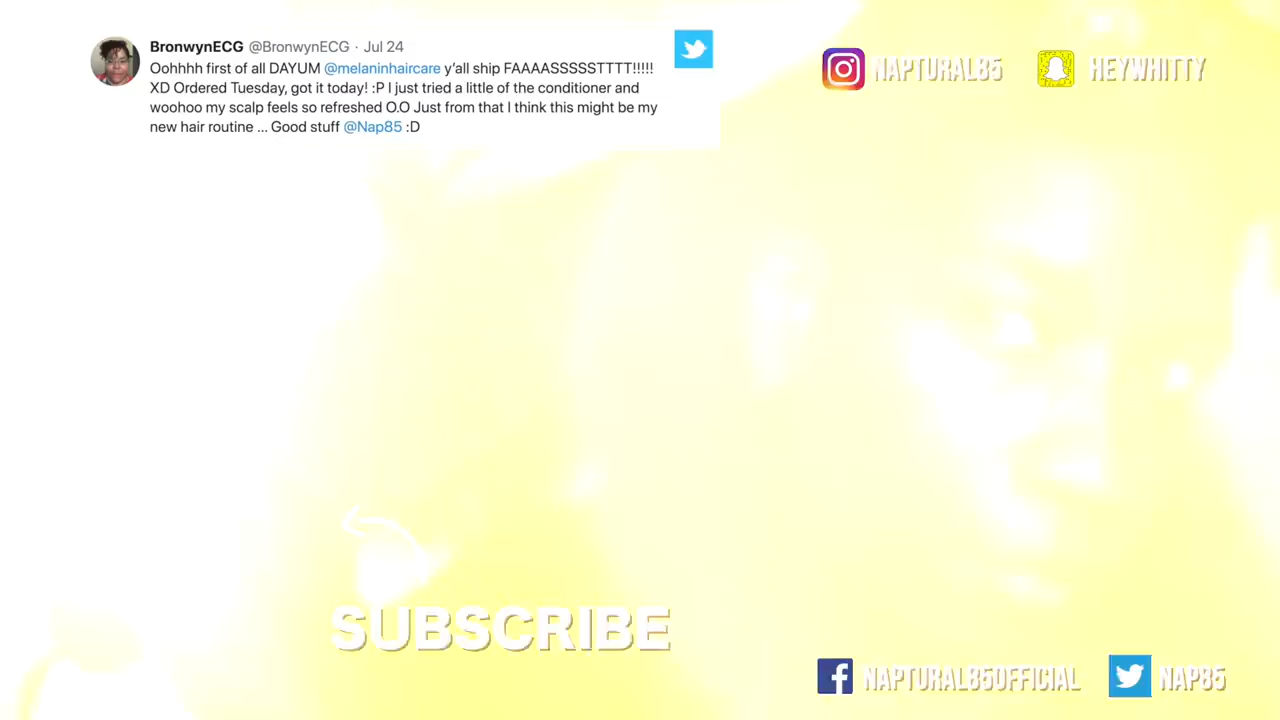 BronwynECG @BronwynECG · Jul 24
Oohhhh first of all DAYUM @melaninhaircare y'all ship FAAAASSSSSTTTT!!!!!
XD Ordered Tuesday, got it today! :P I just tried a little of the conditioner and
woohoo my scalp feels so refreshed O.O Just from that I think this might be my
new hair routine ... Good stuff @Nap85 :D
NAPTURAL85
HEYWHITTY
SUBSCRIBE
NAPTURAL85OFFICIAL
NAP85